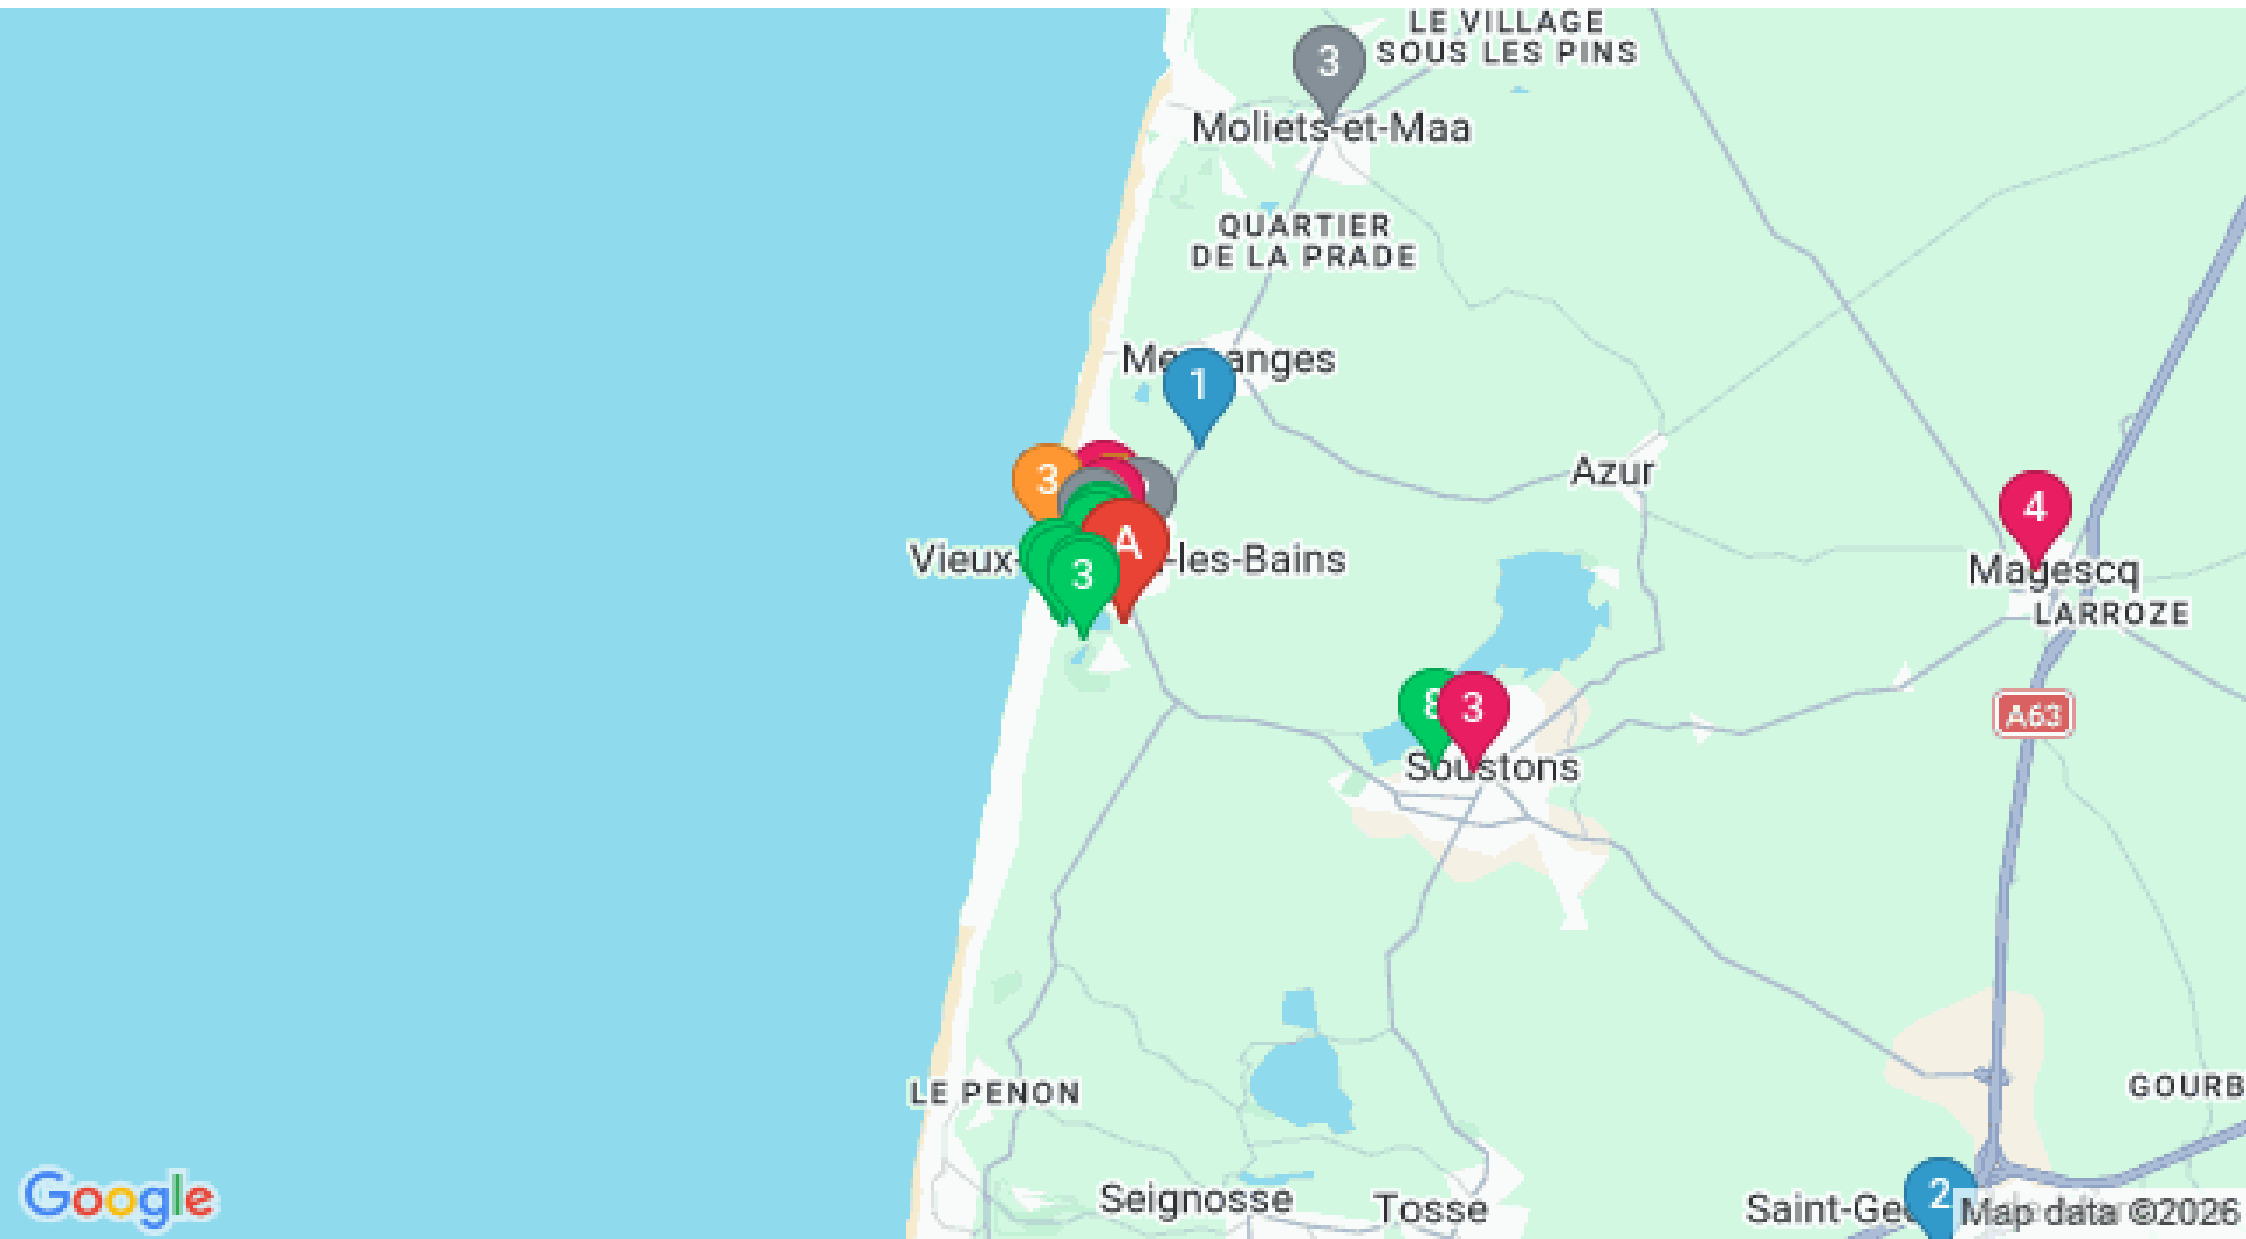 LE VILLAGE
SOUS LES PINS
3
Moliets-et-Maa
QUARTIER
DE LA PRADE
1
3
Azur
4
A
Vieux-
-les-Bains
3
Magescq
LARROZE
8
3
A63
Soustons
LE PENON
GOURB
Seignosse
Tosse
2
Google
Map data ©2026